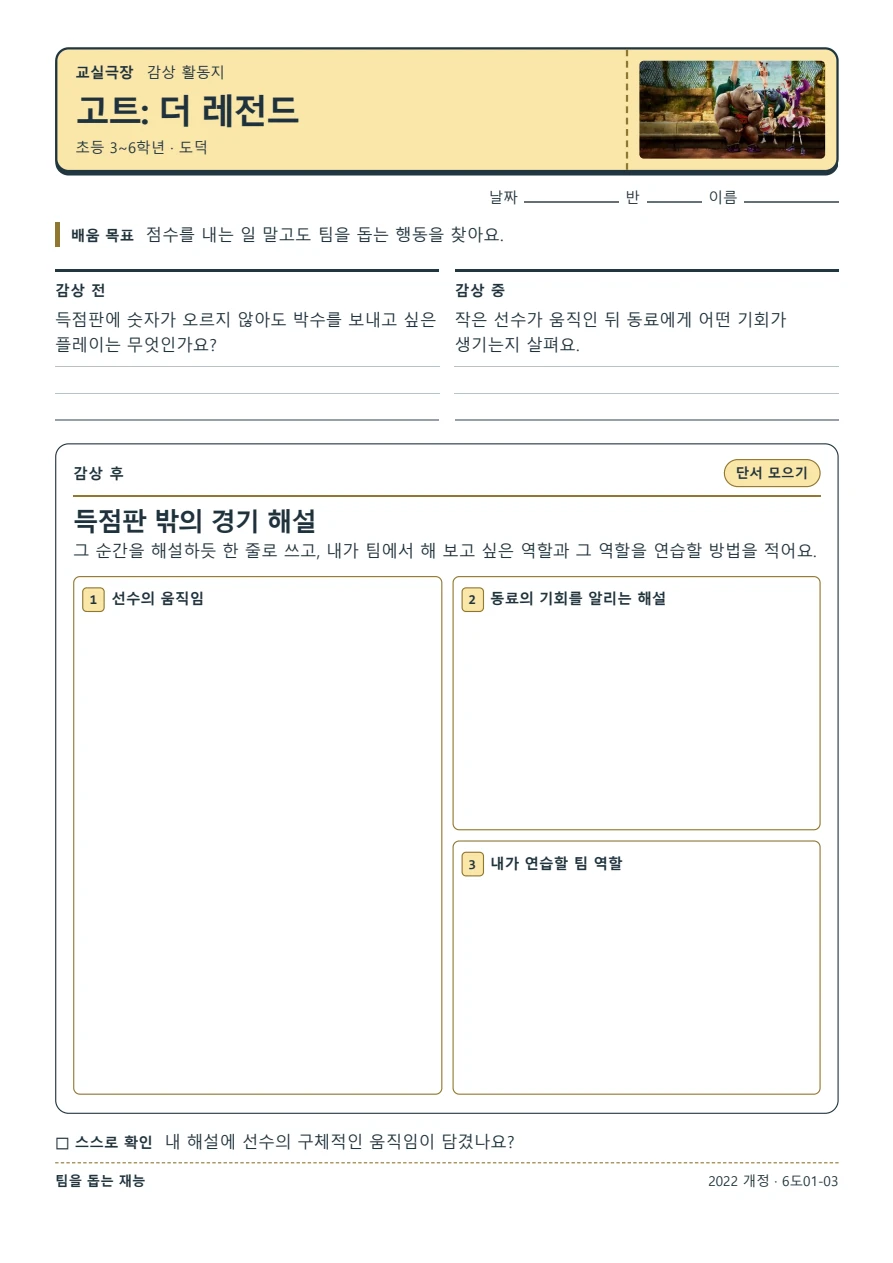 교실극장 감상 활동지
고트: 더 레전드
초등 3~6학년 · 도덕
날짜 반 이름
배움 목표 점수를 내는 일 말고도 팀을 돕는 행동을 찾아요.
감상 전
득점판에 숫자가 오르지 않아도 박수를 보내고 싶은
플레이는 무엇인가요?
감상 중
작은 선수가 움직인 뒤 동료에게 어떤 기회가
생기는지 살펴요.
감상 후
단서 모으기
득점판 밖의 경기 해설
그 순간을 해설하듯 한 줄로 쓰고, 내가 팀에서 해 보고 싶은 역할과 그 역할을 연습할 방법을 적어요.
1 선수의 움직임
2 동료의 기회를 알리는 해설
3 내가 연습할 팀 역할
□ 스스로 확인 내 해설에 선수의 구체적인 움직임이 담겼나요?
팀을 돕는 재능
2022 개정 · 6도01-03